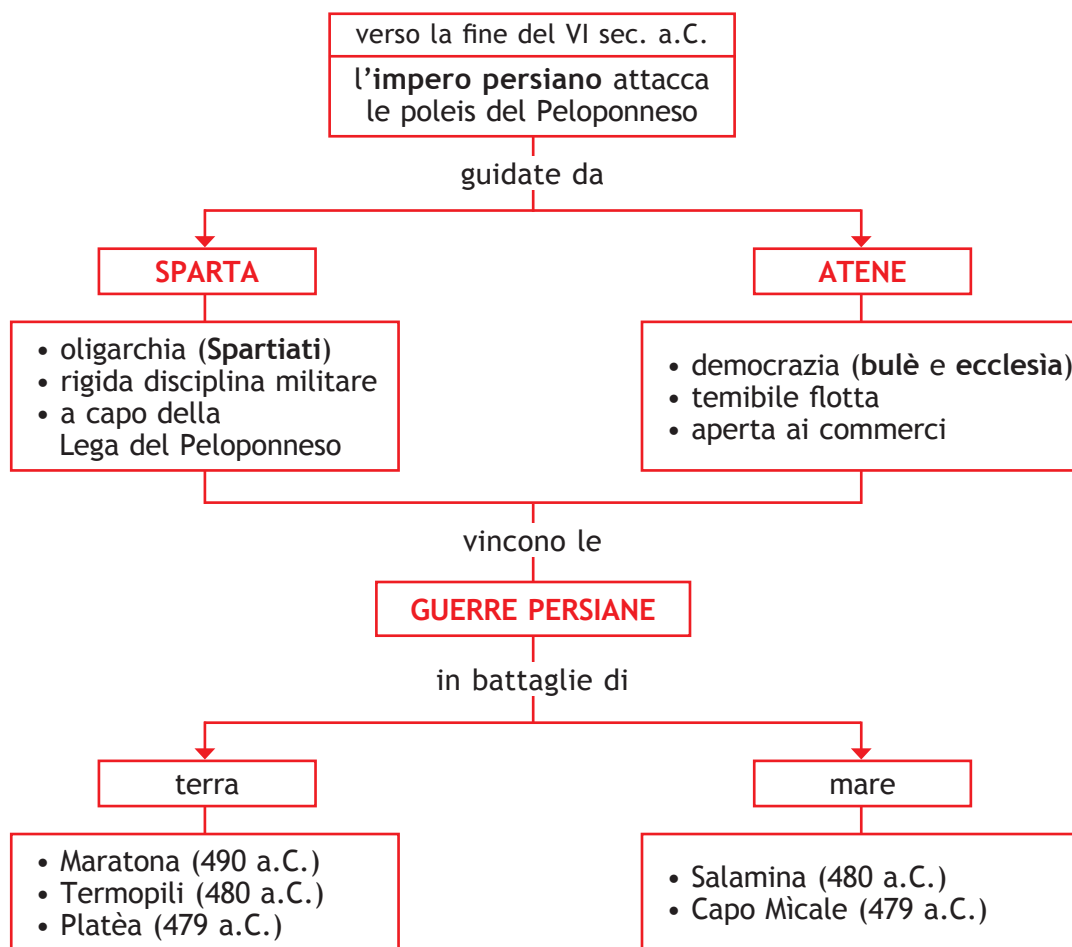 verso la fine del VI sec. a.C.
l'impero persiano attacca
le poleis del Peloponneso
guidate da
SPARTA
• oligarchia (Spartiati)
• rigida disciplina militare
• a capo della
Lega del Peloponneso
ATENE
• democrazia (bulè e ecclesìa)
• temibile flotta
• aperta ai commerci
vincono le
GUERRE PERSIANE
in battaglie di
terra
• Maratona (490 a.C.)
• Termopili (480 a.C.)
• Platèa (479 a.C.)
mare
• Salamina (480 a.C.)
• Capo Mìcale (479 a.C.)